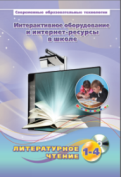 Современные образовательные технологии
Интерактивное оборудование
и интернет-ресурсы
в школе
ЛИТЕРАТУРНОЕ
ЧТЕНИЕ
1-4